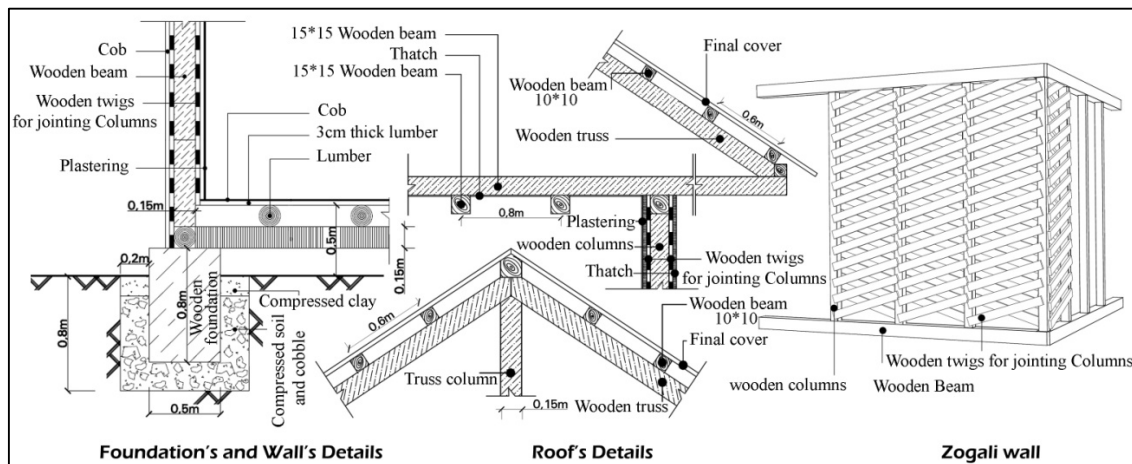 Cob
Wooden beam
Wooden twigs
for jointing Columns
Plastering
0,15m
0,2m
0,8m
0,8m
Wooden
foundation
0,5m
Cob
3cm thick lumber
Lumber
0,5m
0,15m
Compressed clay
Compressed soil
and cobble
Foundation's and Wall's Details
15*15 Wooden beam
Thatch
15*15 Wooden beam
0,8m
Final cover
Wooden beam
10*10
0,6m
Wooden truss
Plastering
wooden columns
Thatch
Wooden twigs
for jointing Columns
0,6m
Wooden beam
10*10
Final cover
Truss column
0,15m
Wooden truss
Roof's Details
wooden columns
Wooden twigs for jointing Columns
Wooden Beam
Zogali wall